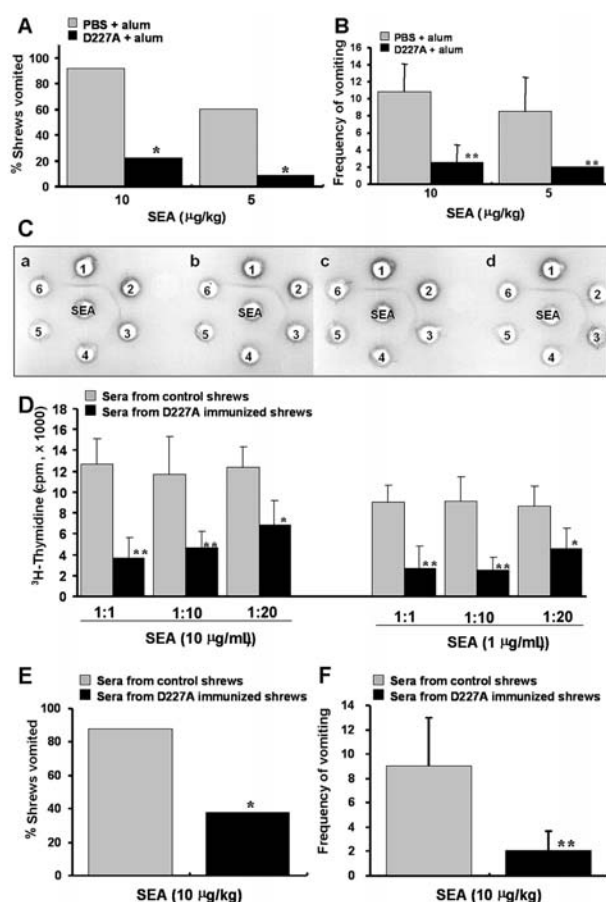 A
PBS + alum
D227A + alum
% Shrews vomited
100
80
60
40
20
0
*
*
10
5
SEA (µg/kg)
B
PBS + alum
D227A + alum
Frequency of vomiting
16
14
12
10
8
6
4
2
0
**
**
10
5
SEA (µg/kg)
C
a
1
2
3
4
5
6
SEA
b
1
2
3
4
5
6
SEA
c
1
2
3
4
5
6
SEA
d
1
2
3
4
5
6
SEA
D
Sera from control shrews
Sera from D227A immunized shrews
³H-Thymidine (cpm, x 1000)
18
16
14
12
10
8
6
4
2
0
**
**
*
**
**
*
1:1
1:10
1:20
1:1
1:10
1:20
SEA (10 µg/mL))
SEA (1 µg/mL))
E
Sera from control shrews
Sera from D227A immunized shrews
% Shrews vomited
100
80
60
40
20
0
*
SEA (10 µg/kg)
F
Sera from control shrews
Sera from D227A immunized shrews
Frequency of vomiting
14
12
10
8
6
4
2
0
**
SEA (10 µg/kg)